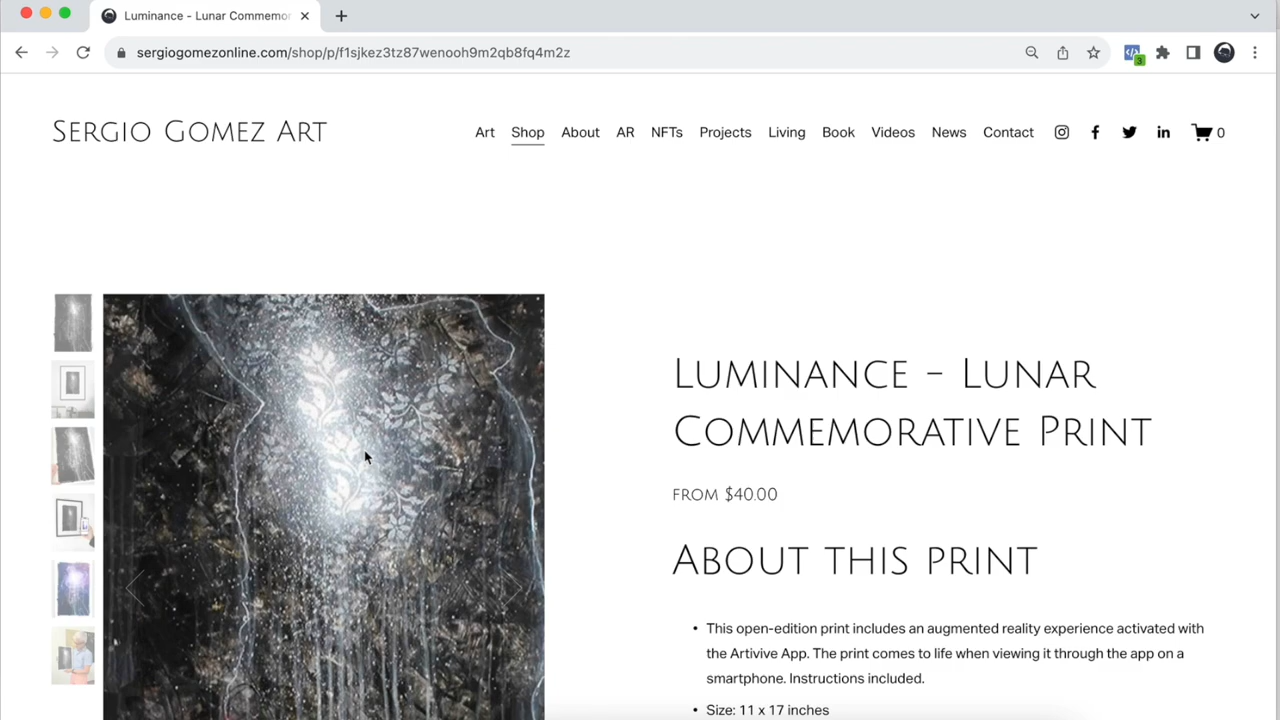 Luminance - Lunar Commemor
sergiogomezonline.com/shop/p/f1sjkez3tz87wenooh9m2qb8fq4m2z
3
Sergio Gomez Art
Art Shop About AR NFTs Projects Living Book Videos News Contact 0
Luminance – Lunar
Commemorative Print
FROM $40.00
About this print
• This open-edition print includes an augmented reality experience activated with
the Artivive App. The print comes to life when viewing it through the app on a
smartphone. Instructions included.
• Size: 11 x 17 inches